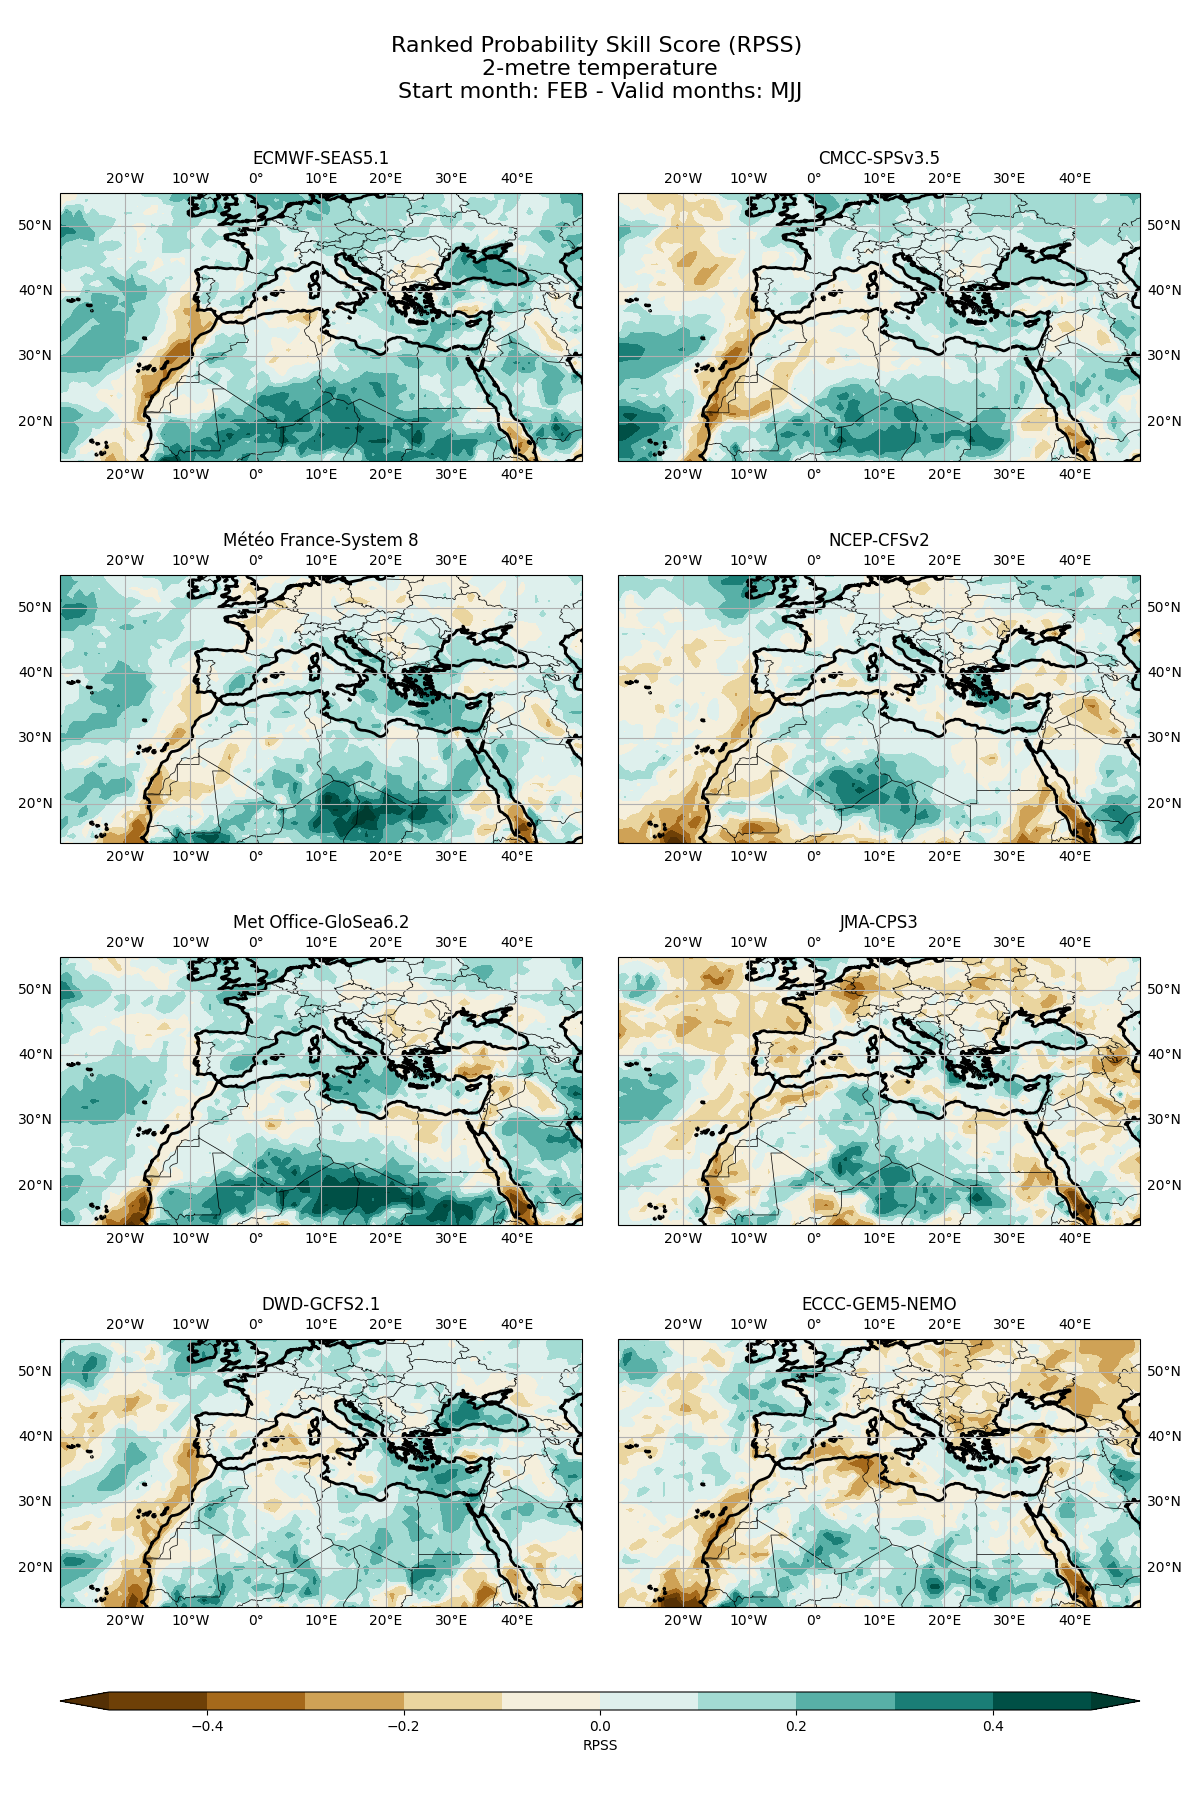 Ranked Probability Skill Score (RPSS)
2-metre temperature
Start month: FEB - Valid months: MJJ
ECMWF-SEAS5.1
20°W 10°W 0° 10°E 20°E 30°E 40°E
50°N
40°N
30°N
20°N
20°W 10°W 0° 10°E 20°E 30°E 40°E
CMCC-SPSv3.5
20°W 10°W 0° 10°E 20°E 30°E 40°E
50°N
40°N
30°N
20°N
20°W 10°W 0° 10°E 20°E 30°E 40°E
Météo France-System 8
20°W 10°W 0° 10°E 20°E 30°E 40°E
50°N
40°N
30°N
20°N
20°W 10°W 0° 10°E 20°E 30°E 40°E
NCEP-CFSv2
20°W 10°W 0° 10°E 20°E 30°E 40°E
50°N
40°N
30°N
20°N
20°W 10°W 0° 10°E 20°E 30°E 40°E
Met Office-GloSea6.2
20°W 10°W 0° 10°E 20°E 30°E 40°E
50°N
40°N
30°N
20°N
20°W 10°W 0° 10°E 20°E 30°E 40°E
JMA-CPS3
20°W 10°W 0° 10°E 20°E 30°E 40°E
50°N
40°N
30°N
20°N
20°W 10°W 0° 10°E 20°E 30°E 40°E
DWD-GCFS2.1
20°W 10°W 0° 10°E 20°E 30°E 40°E
50°N
40°N
30°N
20°N
20°W 10°W 0° 10°E 20°E 30°E 40°E
ECCC-GEM5-NEMO
20°W 10°W 0° 10°E 20°E 30°E 40°E
50°N
40°N
30°N
20°N
20°W 10°W 0° 10°E 20°E 30°E 40°E
−0.4 −0.2 0.0 0.2 0.4
RPSS